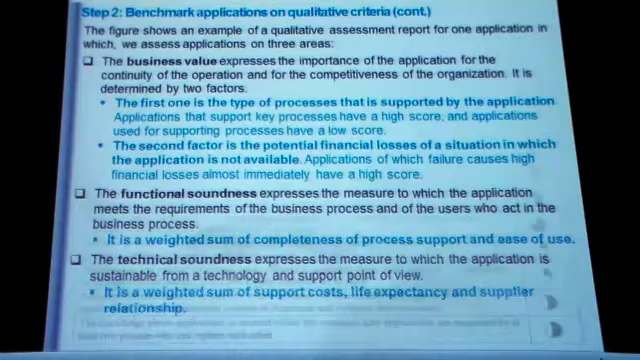 Step 2: Benchmark applications on qualitative criteria (cont.)
The figure shows an example of a qualitative assessment report for one application in
which, we assess applications on three areas:
❑ The business value expresses the importance of the application for the
continuity of the operation and for the competitiveness of the organization. It is
determined by two factors.
▪ The first one is the type of processes that is supported by the application.
Applications that support key processes have a high score, and applications
used for supporting processes have a low score.
▪ The second factor is the potential financial losses of a situation in which
the application is not available. Applications of which failure causes high
financial losses almost immediately have a high score.
❑ The functional soundness expresses the measure to which the application
meets the requirements of the business process and of the users who act in the
business process.
▪ It is a weighted sum of completeness of process support and ease of use.
❑ The technical soundness expresses the measure to which the application is
sustainable from a technology and support point of view.
▪ It is a weighted sum of support costs, life expectancy and supplier
relationship.